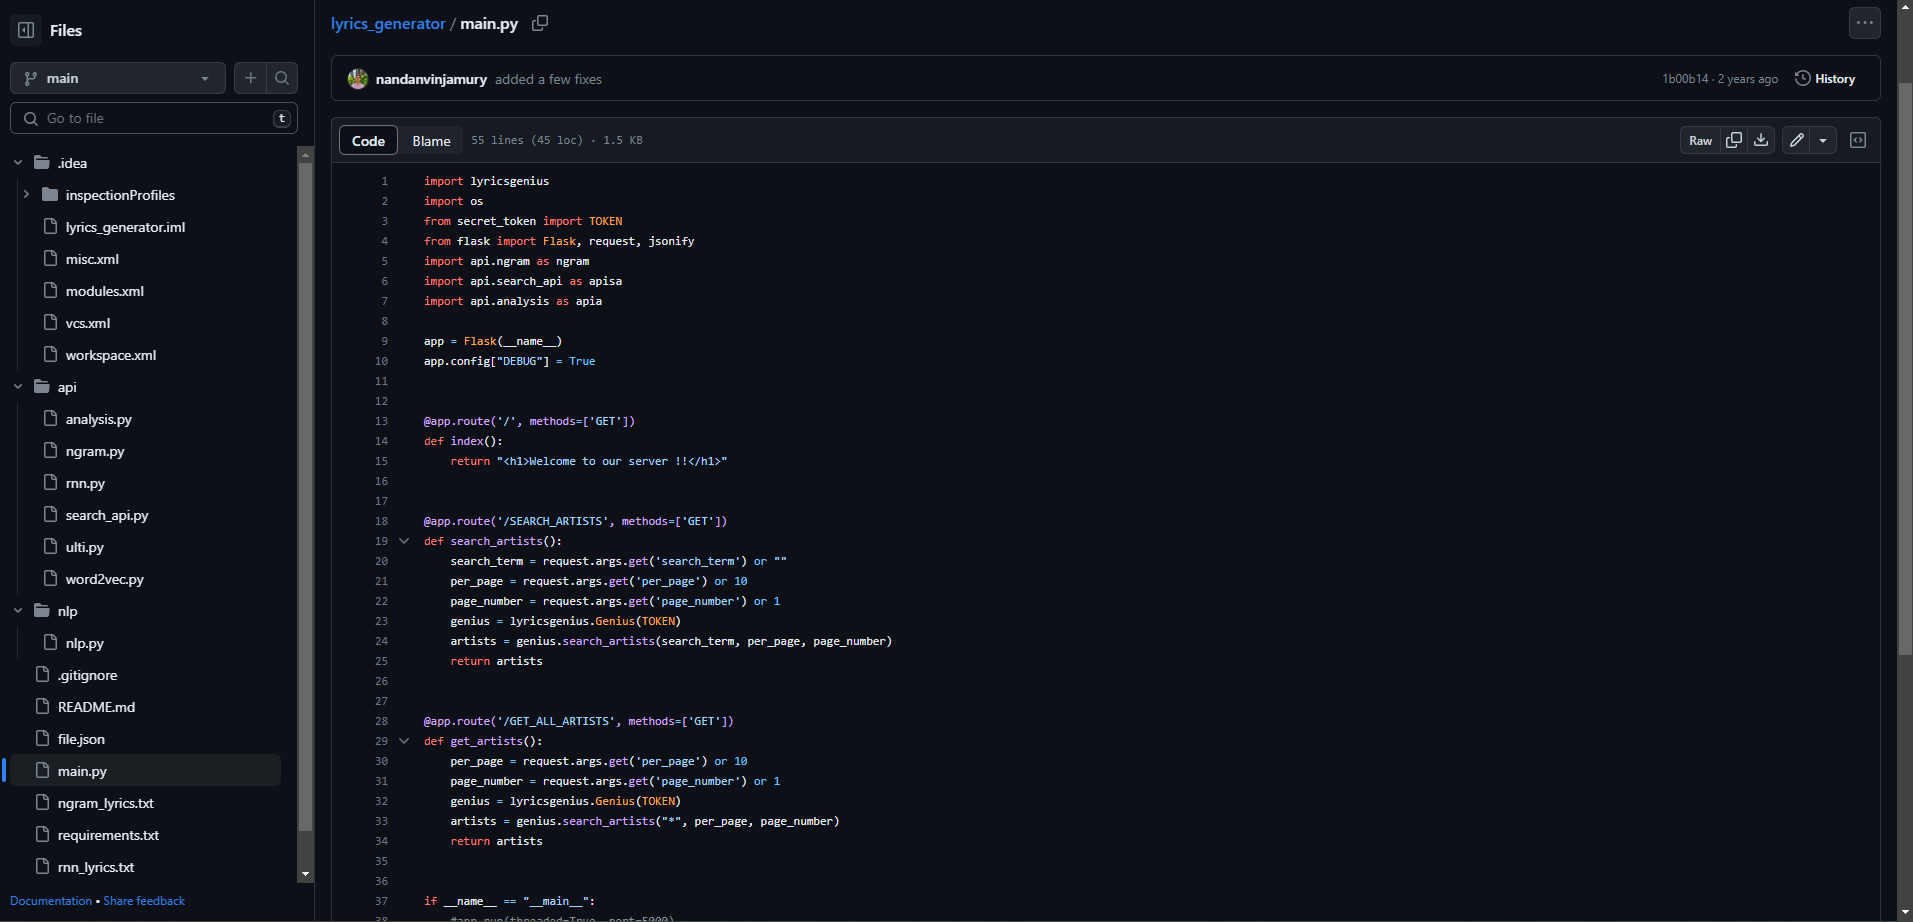 Files
main
Go to file
t
.idea
inspectionProfiles
lyrics_generator.iml
misc.xml
modules.xml
vcs.xml
workspace.xml
api
analysis.py
ngram.py
rnn.py
search_api.py
ulti.py
word2vec.py
nlp
nlp.py
.gitignore
README.md
file.json
main.py
ngram_lyrics.txt
requirements.txt
rnn_lyrics.txt
Documentation • Share feedback
lyrics_generator / main.py
nandanvinjamury added a few fixes
1b00b14 · 2 years ago History
Code Blame 55 lines (45 loc) · 1.5 KB
Raw
1 import lyricsgenius
2 import os
3 from secret_token import TOKEN
4 from flask import Flask, request, jsonify
5 import api.ngram as ngram
6 import api.search_api as apisa
7 import api.analysis as apia
8
9 app = Flask(__name__)
10 app.config["DEBUG"] = True
11
12
13 @app.route('/', methods=['GET'])
14 def index():
15     return "<h1>Welcome to our server !!</h1>"
16
17
18 @app.route('/SEARCH_ARTISTS', methods=['GET'])
19 def search_artists():
20     search_term = request.args.get('search_term') or ""
21     per_page = request.args.get('per_page') or 10
22     page_number = request.args.get('page_number') or 1
23     genius = lyricsgenius.Genius(TOKEN)
24     artists = genius.search_artists(search_term, per_page, page_number)
25     return artists
26
27
28 @app.route('/GET_ALL_ARTISTS', methods=['GET'])
29 def get_artists():
30     per_page = request.args.get('per_page') or 10
31     page_number = request.args.get('page_number') or 1
32     genius = lyricsgenius.Genius(TOKEN)
33     artists = genius.search_artists("*", per_page, page_number)
34     return artists
35
36
37 if __name__ == "__main__":
38     #app.run(threaded=True, port=5000)